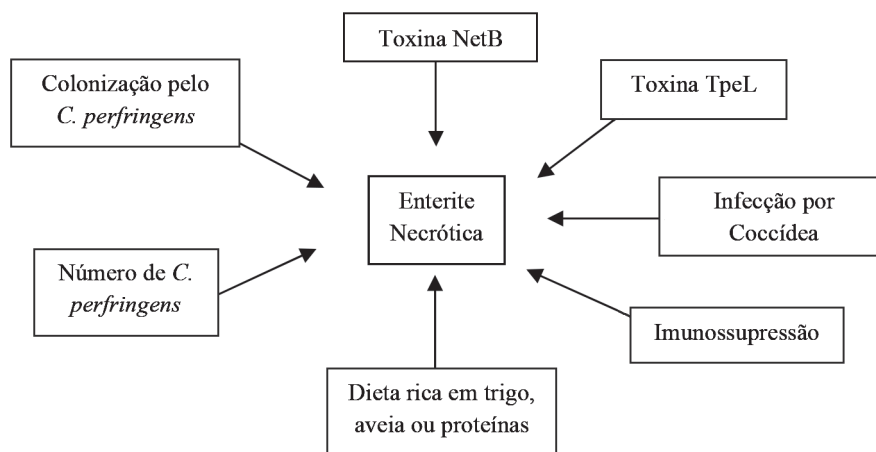 Toxina NetB
Colonização pelo
C. perfringens
Toxina TpeL
Enterite
Necrótica
Infecção por
Coccídea
Número de C.
perfringens
Imunossupressão
Dieta rica em trigo,
aveia ou proteínas